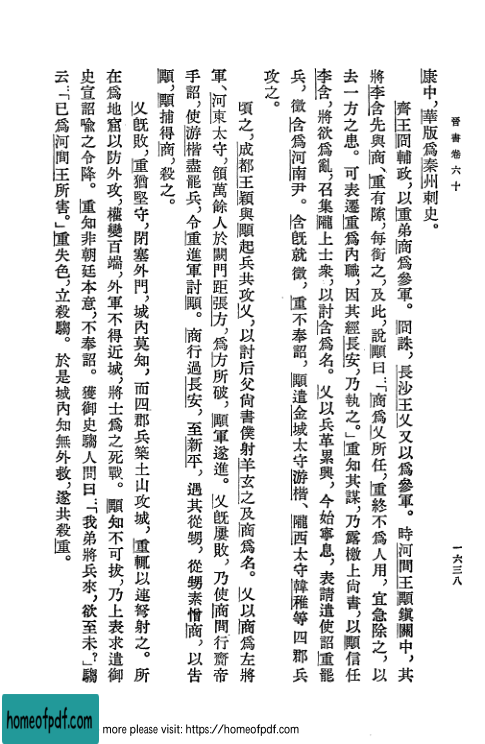 晉書卷六十
一六三八
康中，華版爲秦州刺史。
齊王冏輔政，以重弟商爲參軍。冏誅，長沙王乂又以爲參軍。時河間王顒鎭關中，其
將李含先與商、重有隙，每銜之，及此，說顒曰：「商爲乂所任，重終不爲人用，宜急除之，以
去一方之患。可表遷重爲內職，因其經長安，乃執之。」重知其謀，乃露檄上尙書，以顒信任
李含，將欲爲亂，召集隴上士衆，以討含爲名。乂以兵革累興，今始寧息，表請遣使詔重罷
兵，徵含爲河南尹。含旣就徵，重不奉詔，顒遣金城太守游楷、隴西太守韓稚等四郡兵
攻之。
頃之，成都王穎與顒起兵共攻乂，以討后父尙書僕射羊玄之及商爲名。乂以商爲左將
軍、河東太守，領萬餘人於闕門距張方，爲方所破，顒軍遂進。乂旣屢敗，乃使商間行齎帝
手詔，使游楷盡罷兵，令重進軍討顒。商行過長安，至新平，遇其從甥，從甥素憎商，以告
顒，顒捕得商，殺之。
乂旣敗，重猶堅守，閉塞外門，城內莫知，而四郡兵築土山攻城，重輒以連弩射之。所
在爲地窟以防外攻，權變百端，外軍不得近城，將士爲之死戰。顒知不可拔，乃上表求遣御
史宣詔喩之令降。重知非朝廷本意，不奉詔。獲御史騶人問曰：「我弟將兵來，欲至未？」騶
云：「已爲河間王所害。」重失色，立殺騶。於是城內知無外救，遂共殺重。
homeofpdf.com
more please visit: https://homeofpdf.com